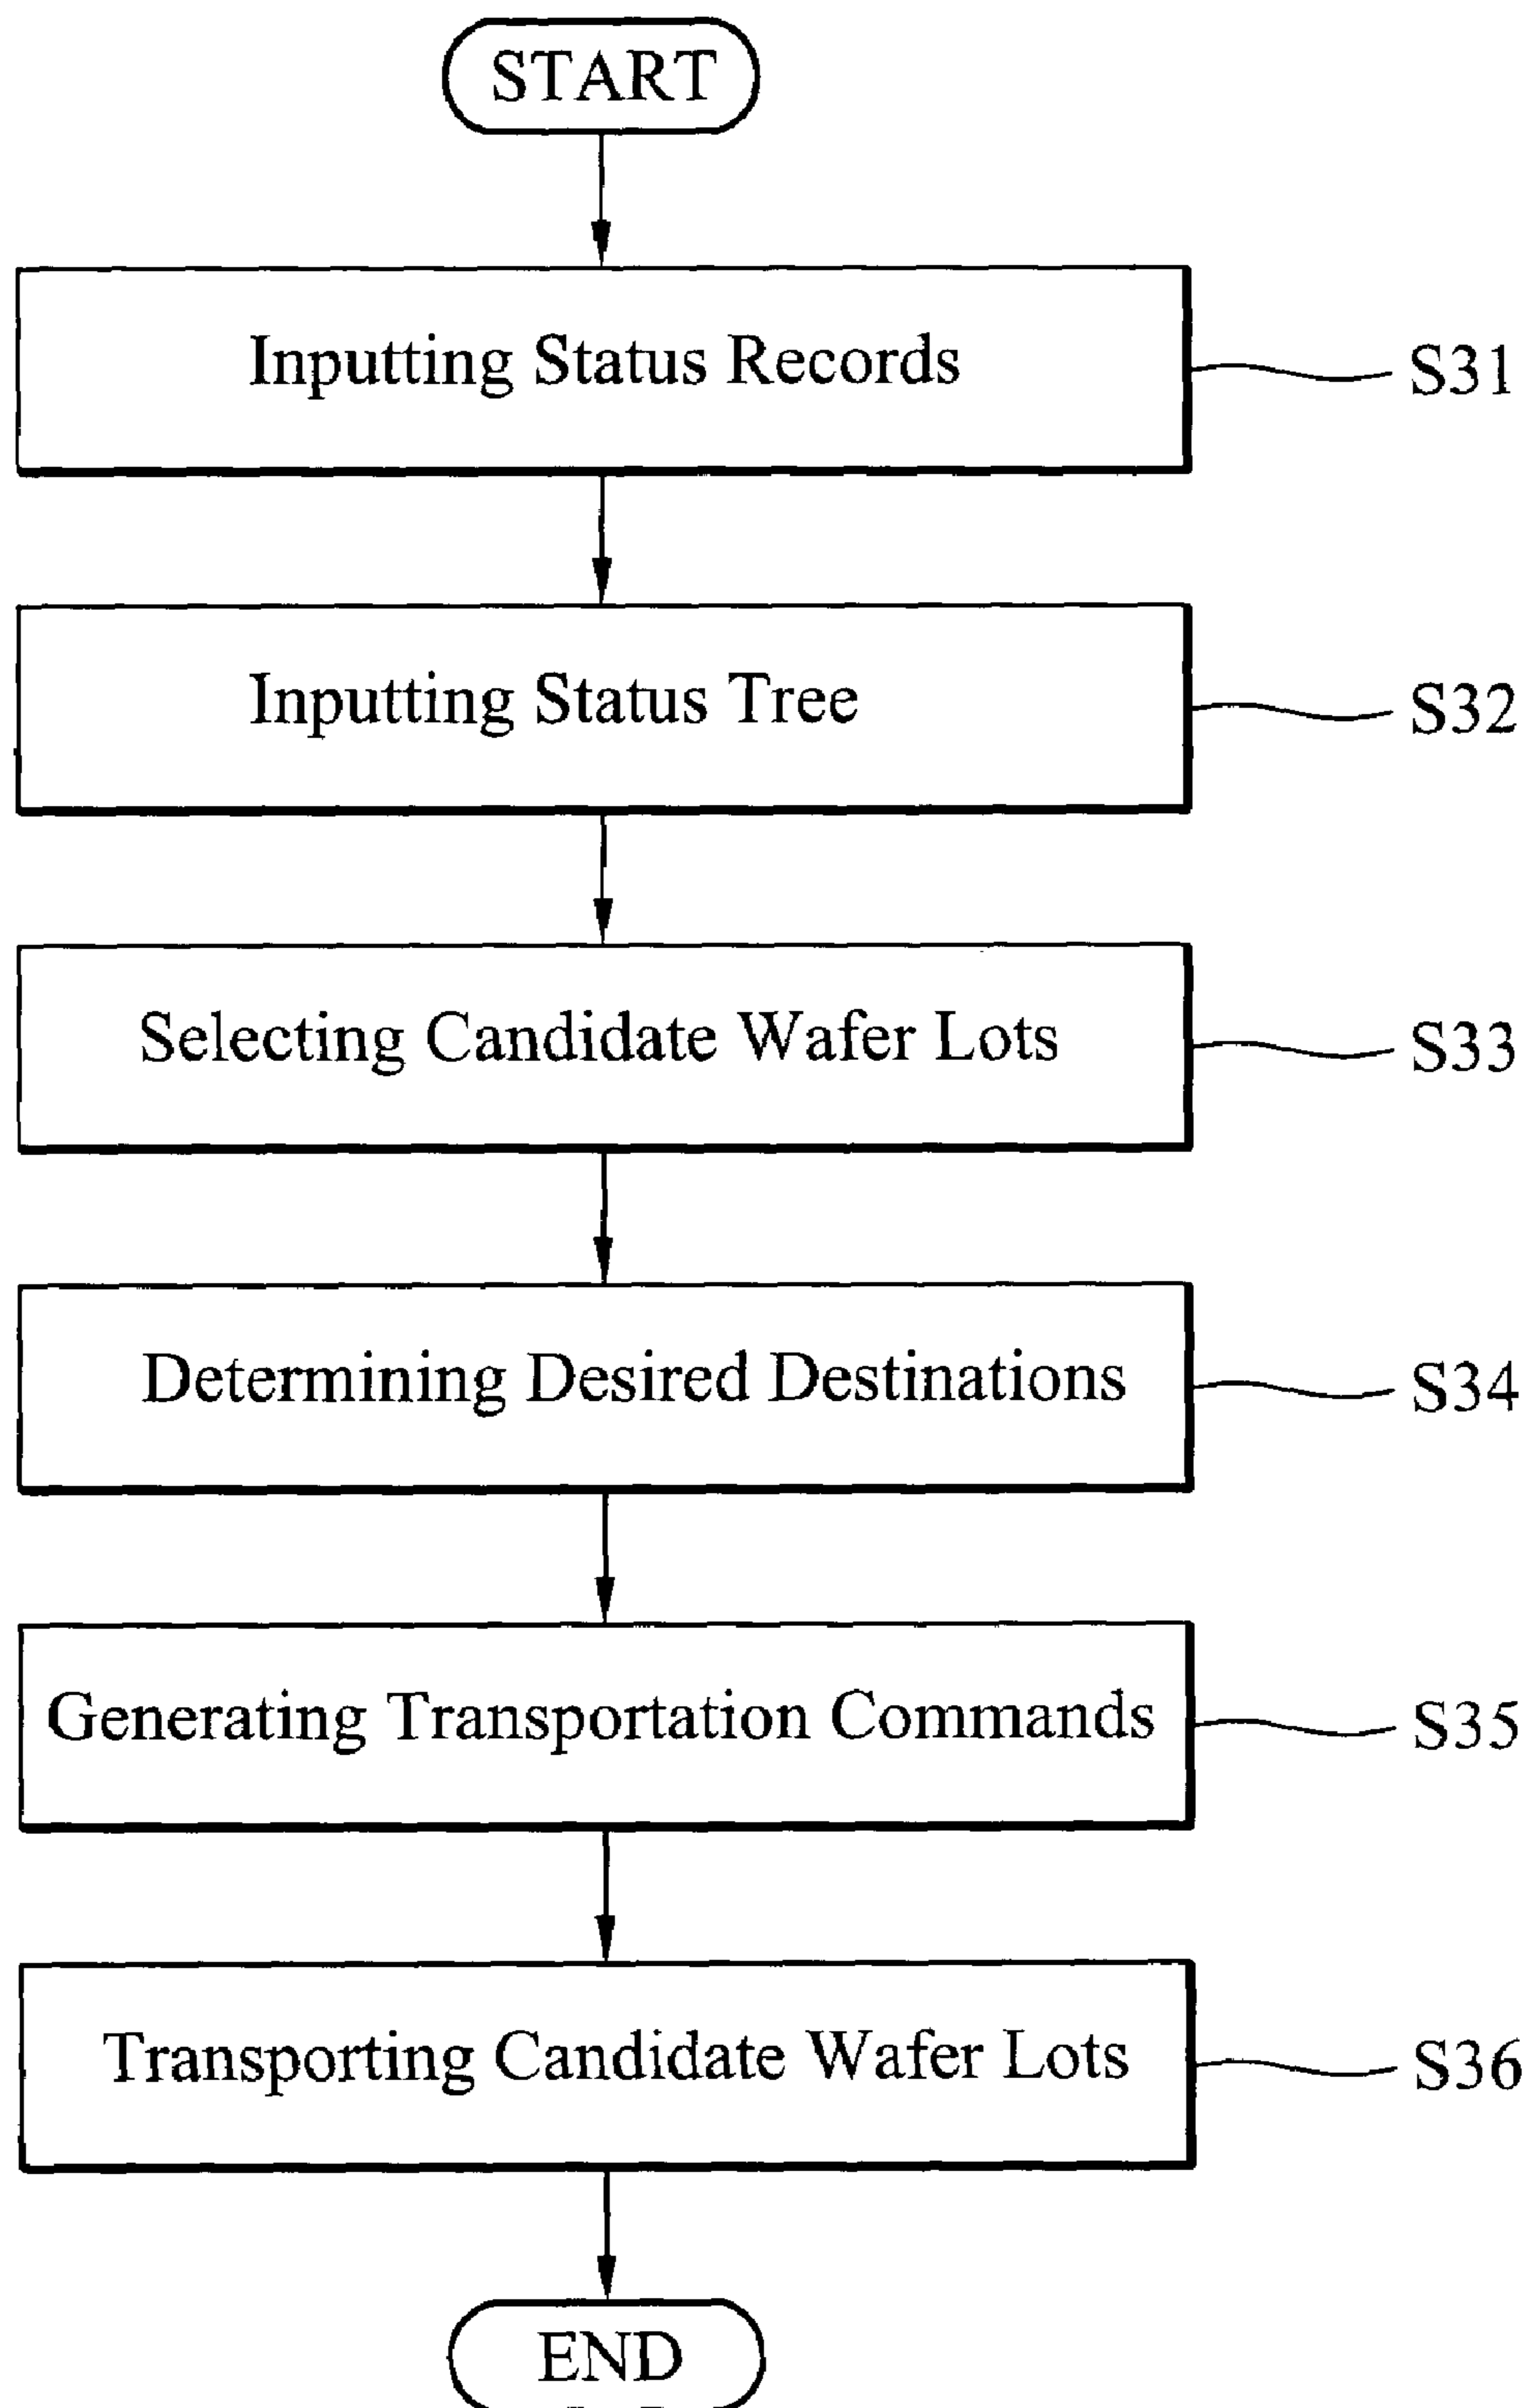 START
Inputting Status Records
S31
Inputting Status Tree
S32
Selecting Candidate Wafer Lots
S33
Determining Desired Destinations
S34
Generating Transportation Commands
S35
Transporting Candidate Wafer Lots
S36
END